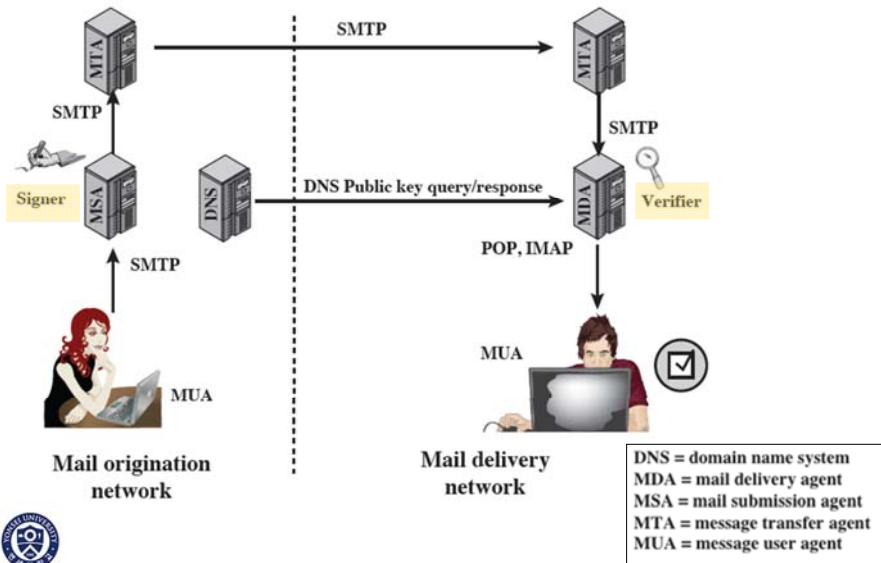 SMTP
MTA
MTA
SMTP
SMTP
Signer
MSA
DNS
DNS Public key query/response
MDA
Verifier
SMTP
POP, IMAP
MUA
MUA
Mail origination
network
Mail delivery
network
DNS = domain name system
MDA = mail delivery agent
MSA = mail submission agent
MTA = message transfer agent
MUA = message user agent
YONSEI UNIVERSITY